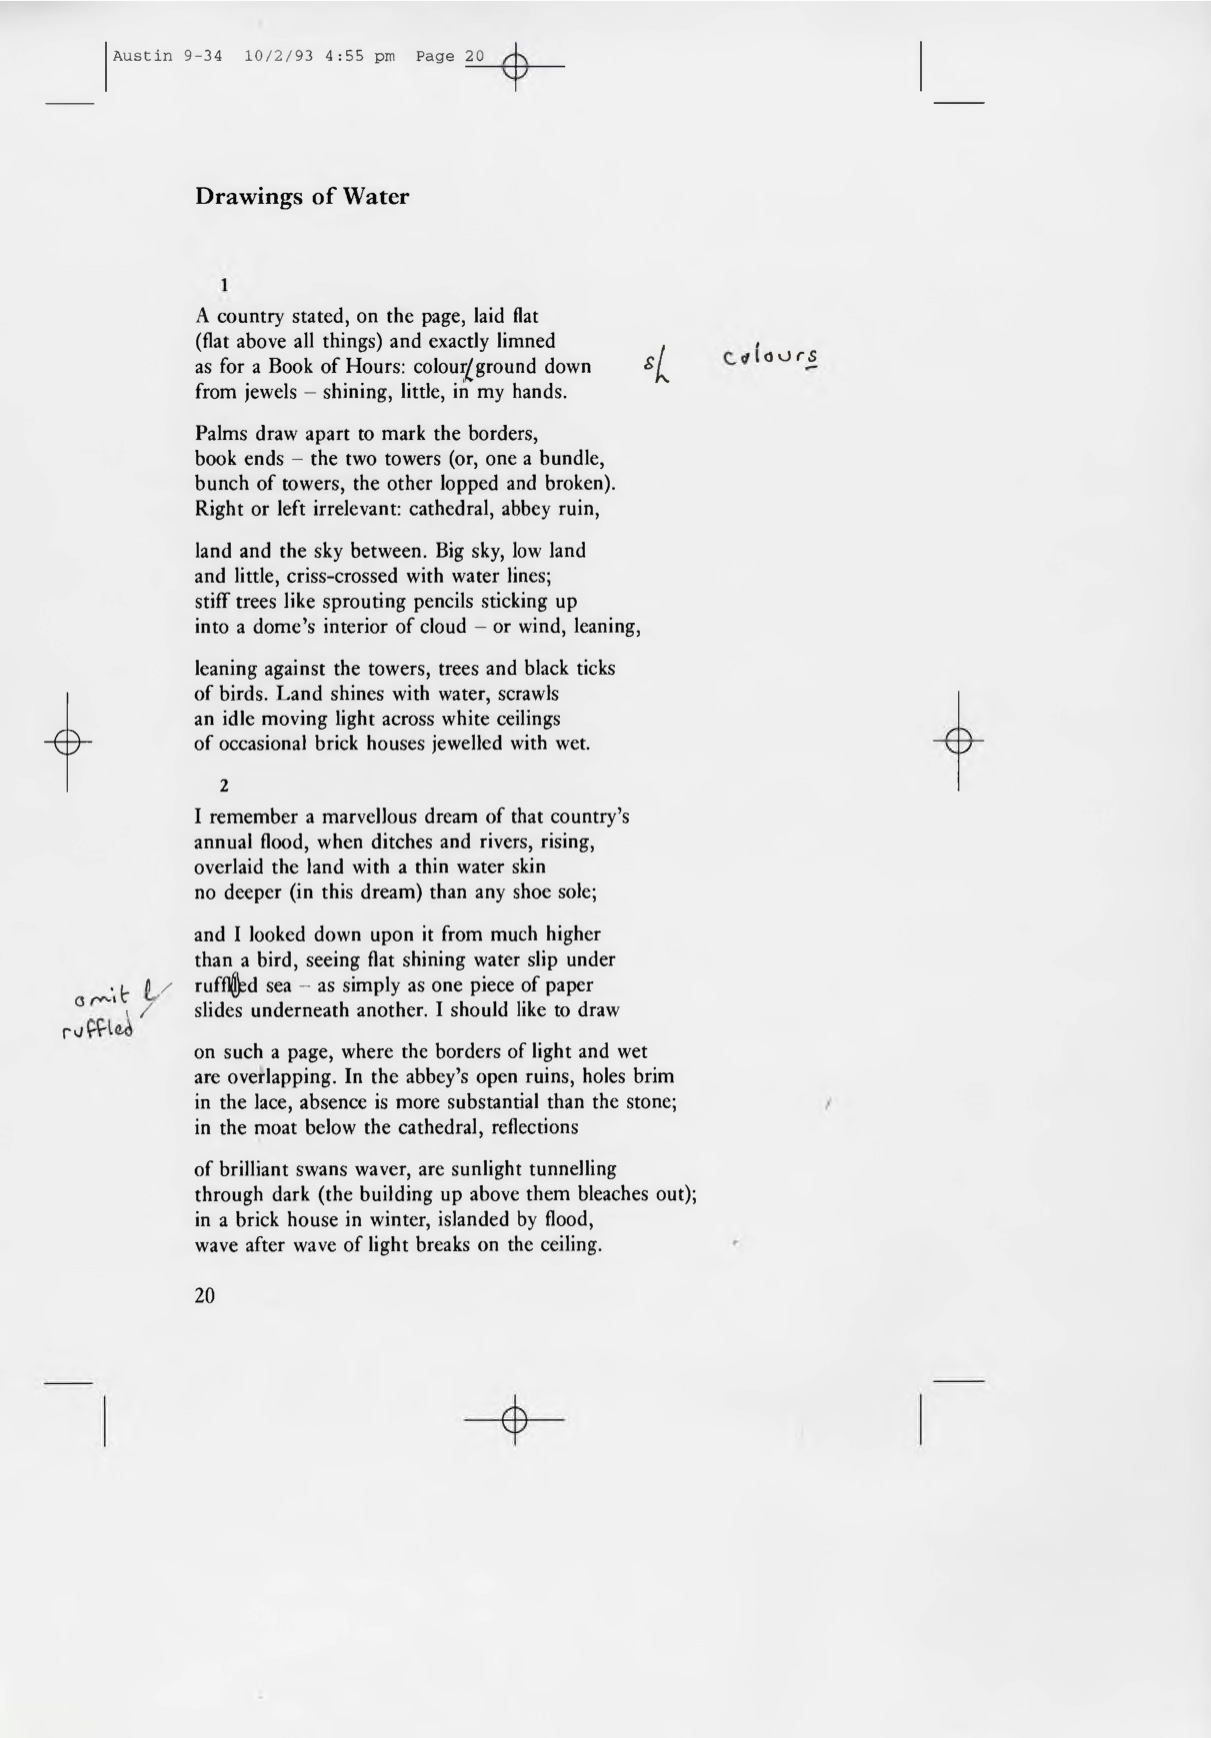 Austin 9-34 10/2/93 4:55 pm Page 20
Drawings of Water
1
A country stated, on the page, laid flat
(flat above all things) and exactly limned
as for a Book of Hours: colour/ground down
s/ colours
from jewels – shining, little, in my hands.
Palms draw apart to mark the borders,
book ends – the two towers (or, one a bundle,
bunch of towers, the other lopped and broken).
Right or left irrelevant: cathedral, abbey ruin,
land and the sky between. Big sky, low land
and little, criss-crossed with water lines;
stiff trees like sprouting pencils sticking up
into a dome's interior of cloud – or wind, leaning,
leaning against the towers, trees and black ticks
of birds. Land shines with water, scrawls
an idle moving light across white ceilings
of occasional brick houses jewelled with wet.
2
I remember a marvellous dream of that country's
annual flood, when ditches and rivers, rising,
overlaid the land with a thin water skin
no deeper (in this dream) than any shoe sole;
and I looked down upon it from much higher
than a bird, seeing flat shining water slip under
omit l/
ruffled
sea – as simply as one piece of paper
slides underneath another. I should like to draw
on such a page, where the borders of light and wet
are overlapping. In the abbey's open ruins, holes brim
in the lace, absence is more substantial than the stone;
in the moat below the cathedral, reflections
of brilliant swans waver, are sunlight tunnelling
through dark (the building up above them bleaches out);
in a brick house in winter, islanded by flood,
wave after wave of light breaks on the ceiling.
20